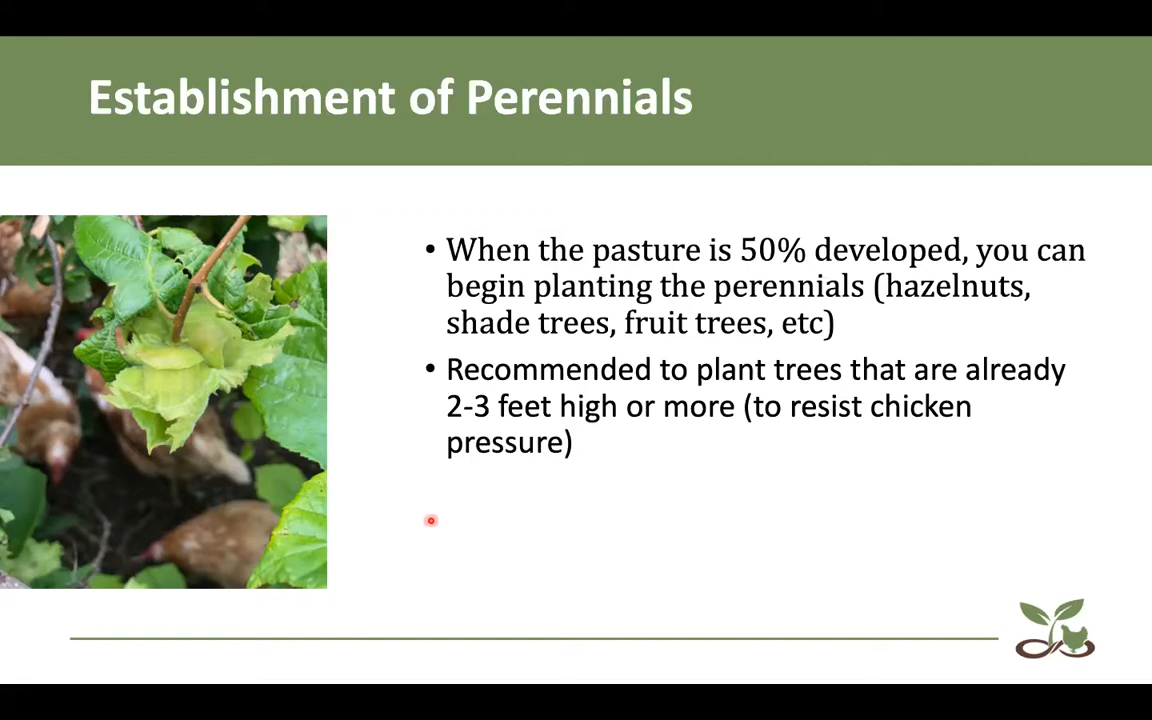 Establishment of Perennials
• When the pasture is 50% developed, you can
begin planting the perennials (hazelnuts,
shade trees, fruit trees, etc)
• Recommended to plant trees that are already
2-3 feet high or more (to resist chicken
pressure)